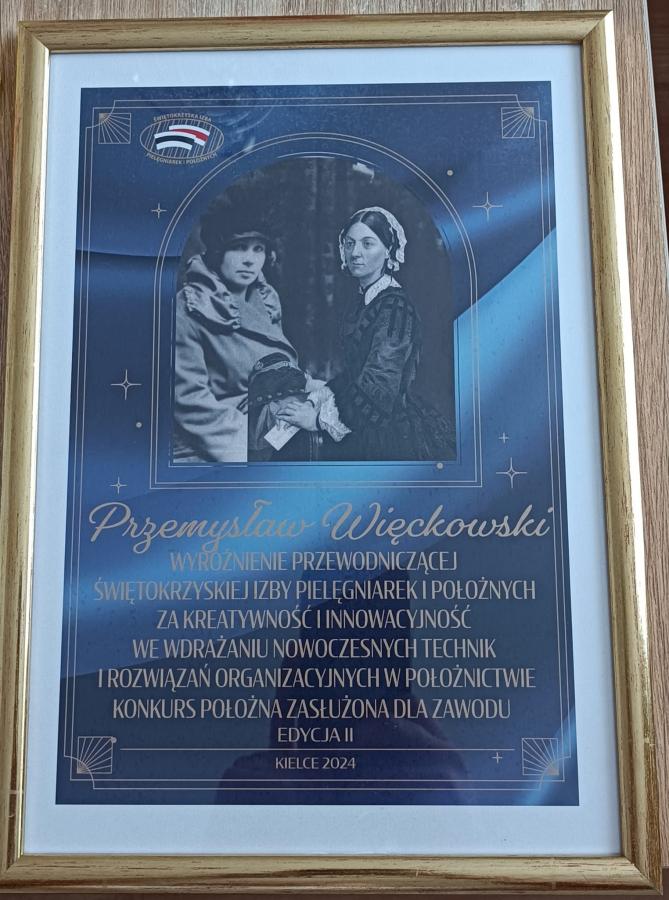 ŚWIĘTOKRZYSKA IZBA
PIELĘGNIAREK I POŁOŻNYCH
Przemysław Więckowski
WYRÓŻNIENIE PRZEWODNICZĄCEJ
ŚWIĘTOKRZYSKIEJ IZBY PIELĘGNIAREK I POŁOŻNYCH
ZA KREATYWNOŚĆ I INNOWACYJNOŚĆ
WE WDRAŻANIU NOWOCZESNYCH TECHNIK
I ROZWIĄZAŃ ORGANIZACYJNYCH W POŁOŻNICTWIE
KONKURS POŁOŻNA ZASŁUŻONA DLA ZAWODU
EDYCJA II
KIELCE 2024